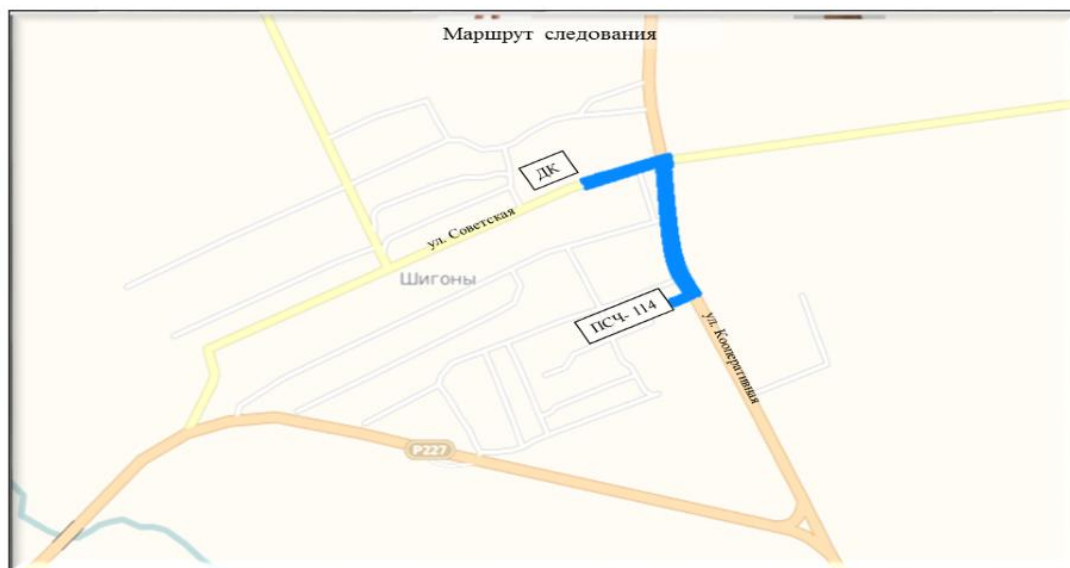 Маршрут следования
ДК
ул. Советская
Шигоны
ПСЧ- 114
ул. Кооперативная
Р227